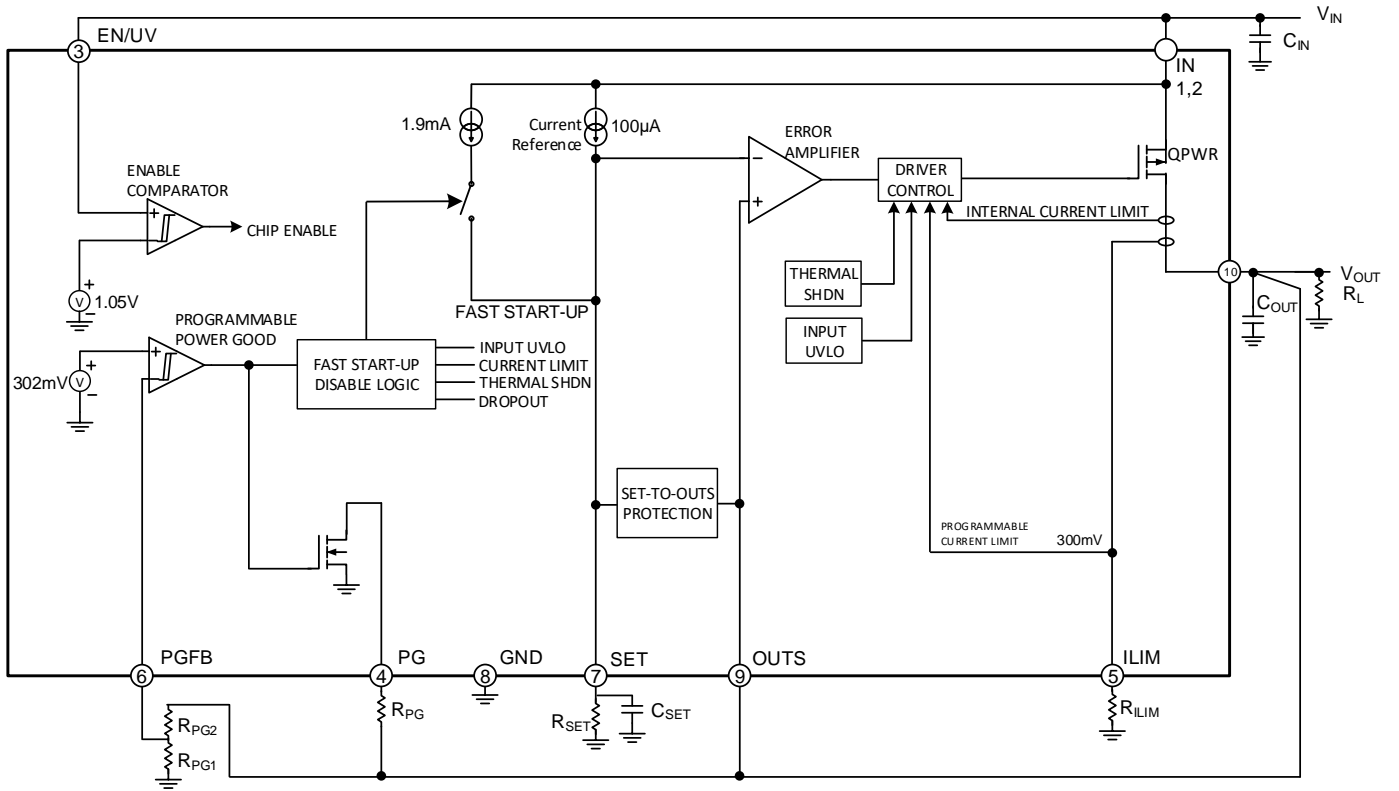 V_IN
C_IN
EN/UV
3
IN
1,2
1.9mA
Current
Reference
100µA
ERROR
AMPLIFIER
−
+
DRIVER
CONTROL
QPWR
ENABLE
COMPARATOR
+
CHIP ENABLE
INTERNAL CURRENT LIMIT
+
V
1.05V
−
THERMAL
SHDN
10
V_OUT
R_L
C_OUT
FAST START-UP
PROGRAMMABLE
POWER GOOD
INPUT
UVLO
+
302mV
V
+
−
FAST START-UP
DISABLE LOGIC
INPUT UVLO
CURRENT LIMIT
THERMAL SHDN
DROPOUT
SET-TO-OUTS
PROTECTION
PROGRAMMABLE
CURRENT LIMIT
300mV
PGFB
6
PG
4
GND
8
SET
7
OUTS
9
ILIM
5
R_PG2
R_PG1
R_PG
R_SET
C_SET
R_ILIM